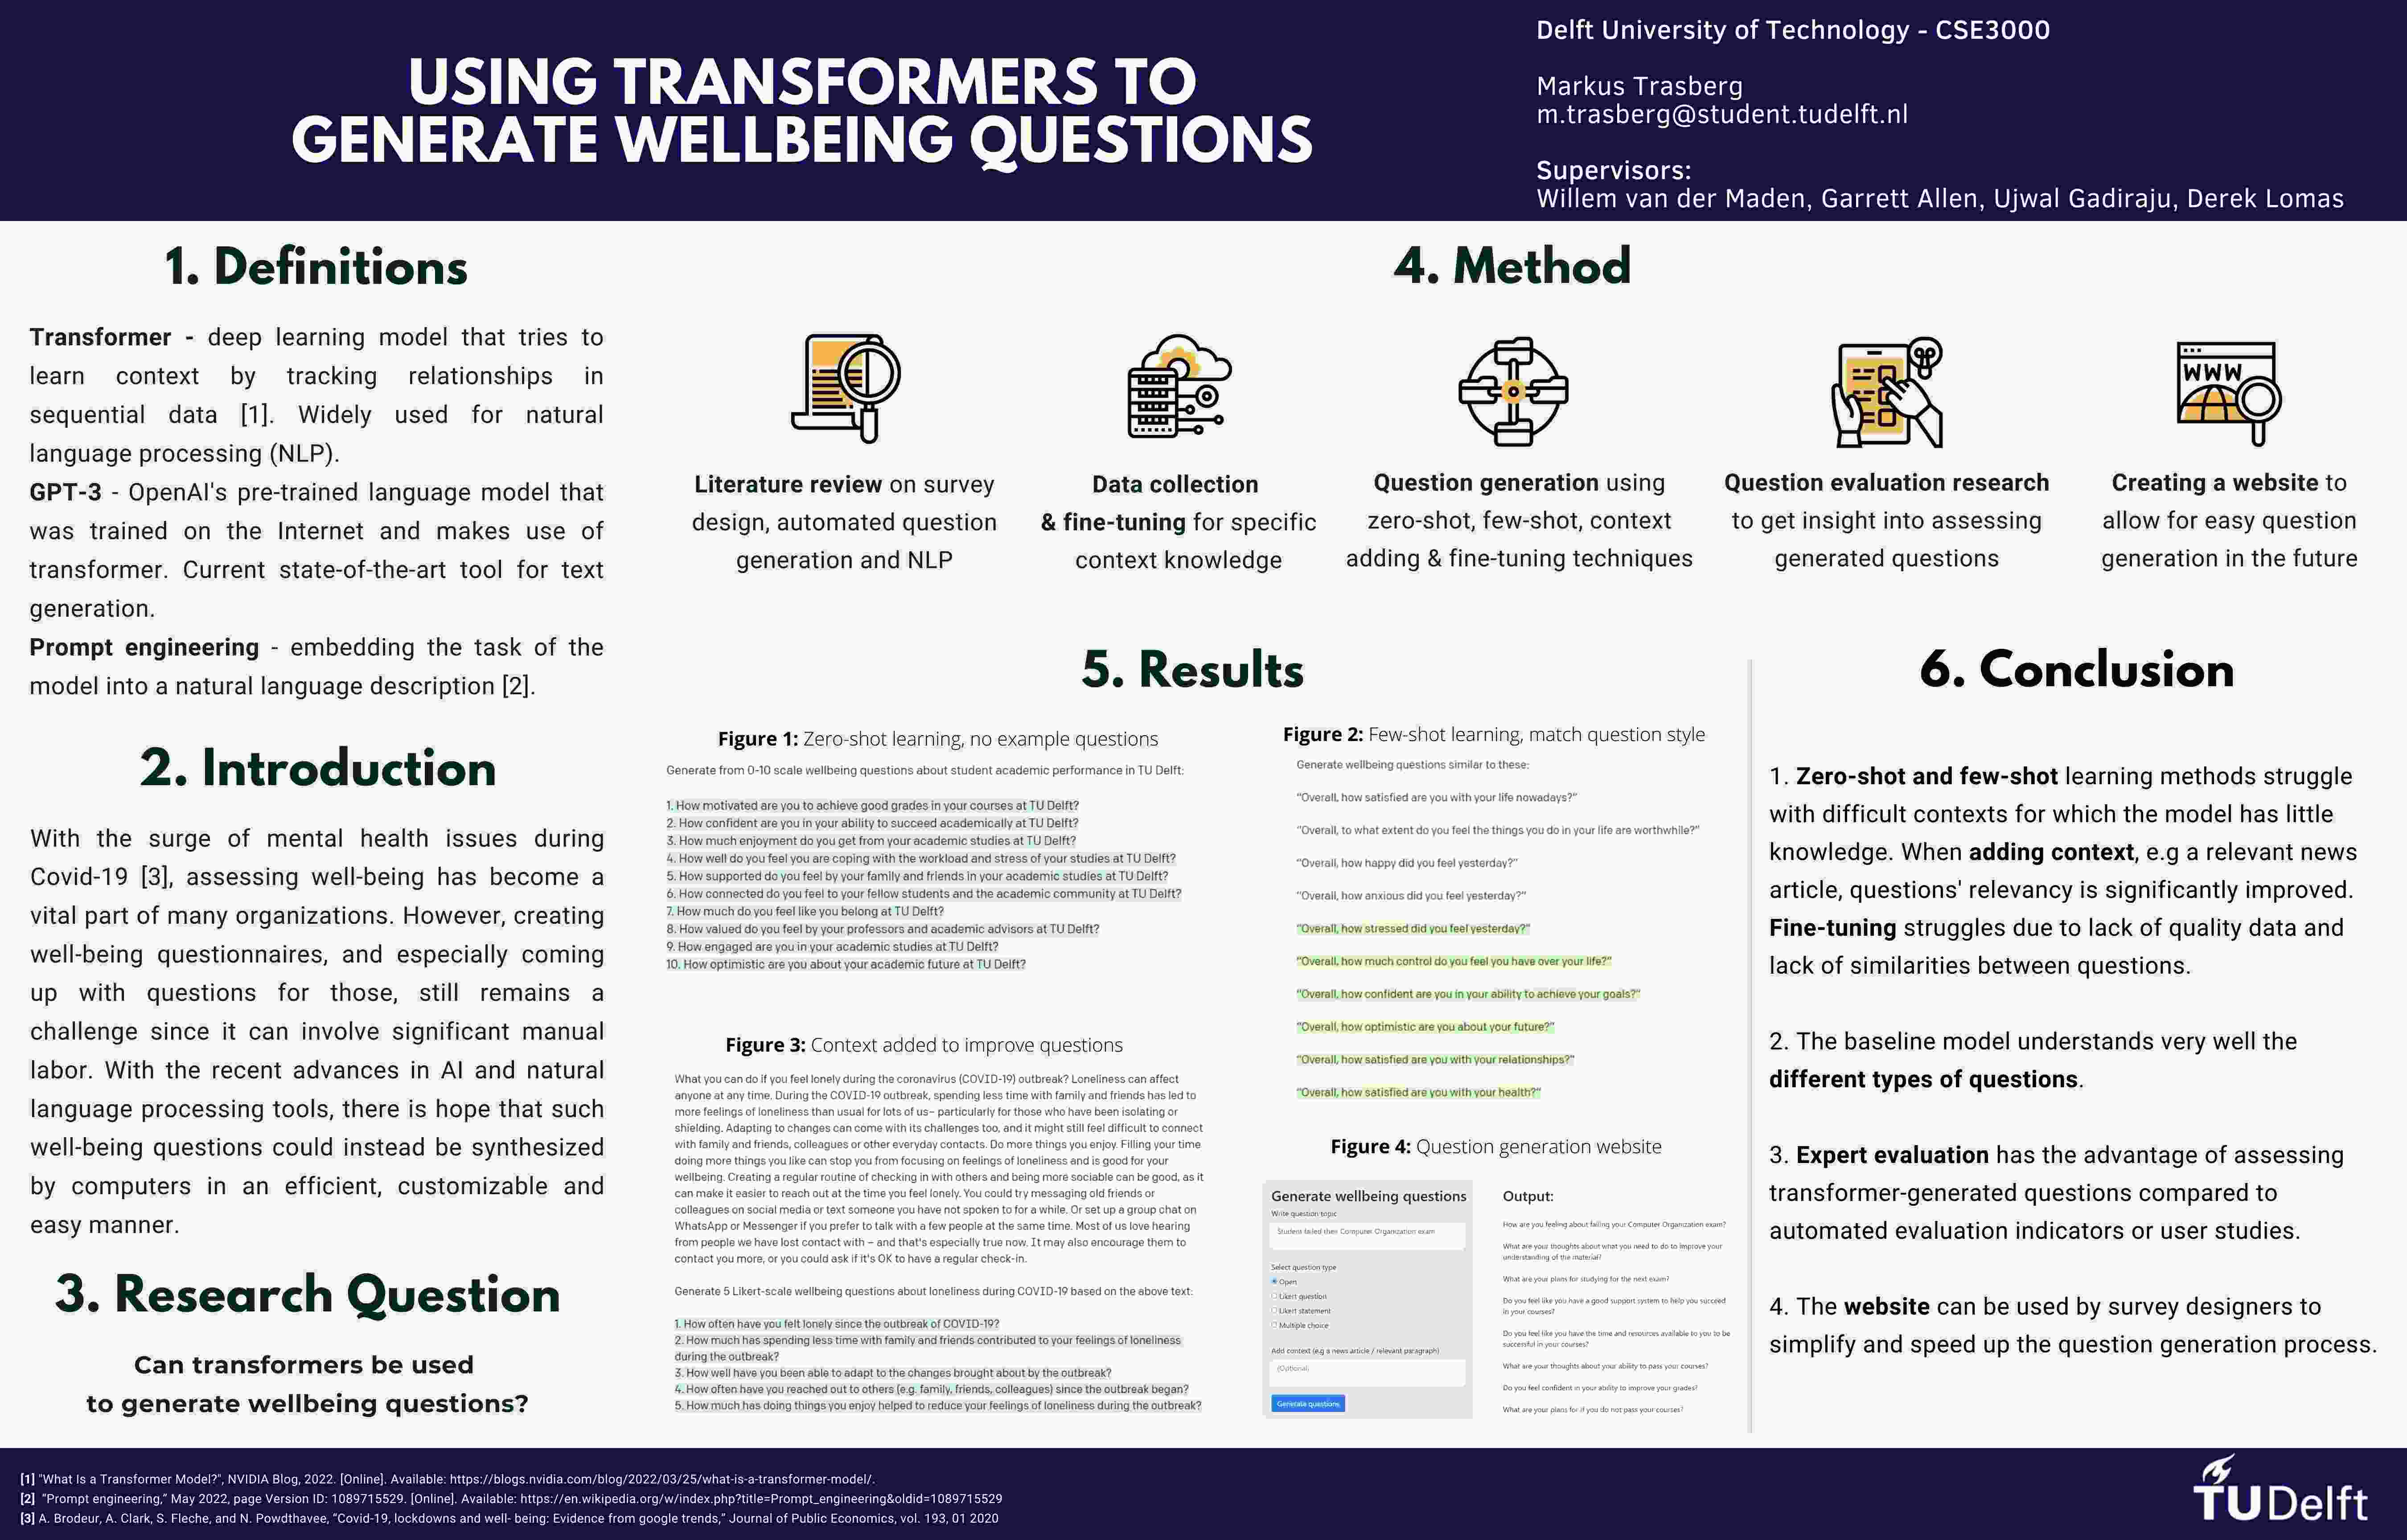 USING TRANSFORMERS TO
GENERATE WELLBEING QUESTIONS
Delft University of Technology - CSE3000
Markus Trasberg
m.trasberg@student.tudelft.nl
Supervisors:
Willem van der Maden, Garrett Allen, Ujwal Gadiraju, Derek Lomas
1. Definitions
Transformer - deep learning model that tries to
learn context by tracking relationships in
sequential data [1]. Widely used for natural
language processing (NLP).
GPT-3 - OpenAI's pre-trained language model that
was trained on the Internet and makes use of
transformer. Current state-of-the-art tool for text
generation.
Prompt engineering - embedding the task of the
model into a natural language description [2].
2. Introduction
With the surge of mental health issues during
Covid-19 [3], assessing well-being has become a
vital part of many organizations. However, creating
well-being questionnaires, and especially coming
up with questions for those, still remains a
challenge since it can involve significant manual
labor. With the recent advances in AI and natural
language processing tools, there is hope that such
well-being questions could instead be synthesized
by computers in an efficient, customizable and
easy manner.
3. Research Question
Can transformers be used
to generate wellbeing questions?
4. Method
Literature review on survey
design, automated question
generation and NLP
Data collection
& fine-tuning for specific
context knowledge
Question generation using
zero-shot, few-shot, context
adding & fine-tuning techniques
Question evaluation research
to get insight into assessing
generated questions
WWW
Creating a website to
allow for easy question
generation in the future
5. Results
Figure 1: Zero-shot learning, no example questions
Generate from 0-10 scale wellbeing questions about student academic performance in TU Delft:
1. How motivated are you to achieve good grades in your courses at TU Delft?
2. How confident are you in your ability to succeed academically at TU Delft?
3. How much enjoyment do you get from your academic studies at TU Delft?
4. How well do you feel you are coping with the workload and stress of your studies at TU Delft?
5. How supported do you feel by your family and friends in your academic studies at TU Delft?
6. How connected do you feel to your fellow students and the academic community at TU Delft?
7. How much do you feel like you belong at TU Delft?
8. How valued do you feel by your professors and academic advisors at TU Delft?
9. How engaged are you in your academic studies at TU Delft?
10. How optimistic are you about your academic future at TU Delft?
Figure 2: Few-shot learning, match question style
Generate wellbeing questions similar to these:
"Overall, how satisfied are you with your life nowadays?"
"Overall, to what extent do you feel the things you do in your life are worthwhile?"
"Overall, how happy did you feel yesterday?"
"Overall, how anxious did you feel yesterday?"
"Overall, how stressed did you feel yesterday?"
"Overall, how much control do you feel you have over your life?"
"Overall, how confident are you in your ability to achieve your goals?"
"Overall, how optimistic are you about your future?"
"Overall, how satisfied are you with your relationships?"
"Overall, how satisfied are you with your health?"
Figure 3: Context added to improve questions
What you can do if you feel lonely during the coronavirus (COVID-19) outbreak? Loneliness can affect
anyone at any time. During the COVID-19 outbreak, spending less time with family and friends has led to
more feelings of loneliness than usual for lots of us– particularly for those who have been isolating or
shielding. Adapting to changes can come with its challenges too, and it might still feel difficult to connect
with family and friends, colleagues or other everyday contacts. Do more things you enjoy. Filling your time
doing more things you like can stop you from focusing on feelings of loneliness and is good for your
wellbeing. Creating a regular routine of checking in with others and being more sociable can be good, as it
can make it easier to reach out at the time you feel lonely. You could try messaging old friends or
colleagues on social media or text someone you have not spoken to for a while. Or set up a group chat on
WhatsApp or Messenger if you prefer to talk with a few people at the same time. Most of us love hearing
from people we have lost contact with – and that's especially true now. It may also encourage them to
contact you more, or you could ask if it's OK to have a regular check-in.
Generate 5 Likert-scale wellbeing questions about loneliness during COVID-19 based on the above text:
1. How often have you felt lonely since the outbreak of COVID-19?
2. How much has spending less time with family and friends contributed to your feelings of loneliness
during the outbreak?
3. How well have you been able to adapt to the changes brought about by the outbreak?
4. How often have you reached out to others (e.g. family, friends, colleagues) since the outbreak began?
5. How much has doing things you enjoy helped to reduce your feelings of loneliness during the outbreak?
Figure 4: Question generation website
Generate wellbeing questions
Write question topic
Student failed their Computer Organization exam
Select question type
Open
Likert question
Likert statement
Multiple choice
Add context (e.g a news article / relevant paragraph)
(Optional)
Generate questions
Output:
How are you feeling about failing your Computer Organization exam?
What are your thoughts about what you need to do to improve your
understanding of the material?
What are your plans for studying for the next exam?
Do you feel like you have a good support system to help you succeed
in your courses?
Do you feel like you have the time and resources available to you to be
successful in your courses?
What are your thoughts about your ability to pass your courses?
Do you feel confident in your ability to improve your grades?
What are your plans for if you do not pass your courses?
6. Conclusion
1. Zero-shot and few-shot learning methods struggle
with difficult contexts for which the model has little
knowledge. When adding context, e.g a relevant news
article, questions' relevancy is significantly improved.
Fine-tuning struggles due to lack of quality data and
lack of similarities between questions.
2. The baseline model understands very well the
different types of questions.
3. Expert evaluation has the advantage of assessing
transformer-generated questions compared to
automated evaluation indicators or user studies.
4. The website can be used by survey designers to
simplify and speed up the question generation process.
[1] "What Is a Transformer Model?", NVIDIA Blog, 2022. [Online]. Available: https://blogs.nvidia.com/blog/2022/03/25/what-is-a-transformer-model/.
[2] "Prompt engineering," May 2022, page Version ID: 1089715529. [Online]. Available: https://en.wikipedia.org/w/index.php?title=Prompt_engineering&oldid=1089715529
[3] A. Brodeur, A. Clark, S. Fleche, and N. Powdthavee, "Covid-19, lockdowns and well- being: Evidence from google trends," Journal of Public Economics, vol. 193, 01 2020
TU Delft